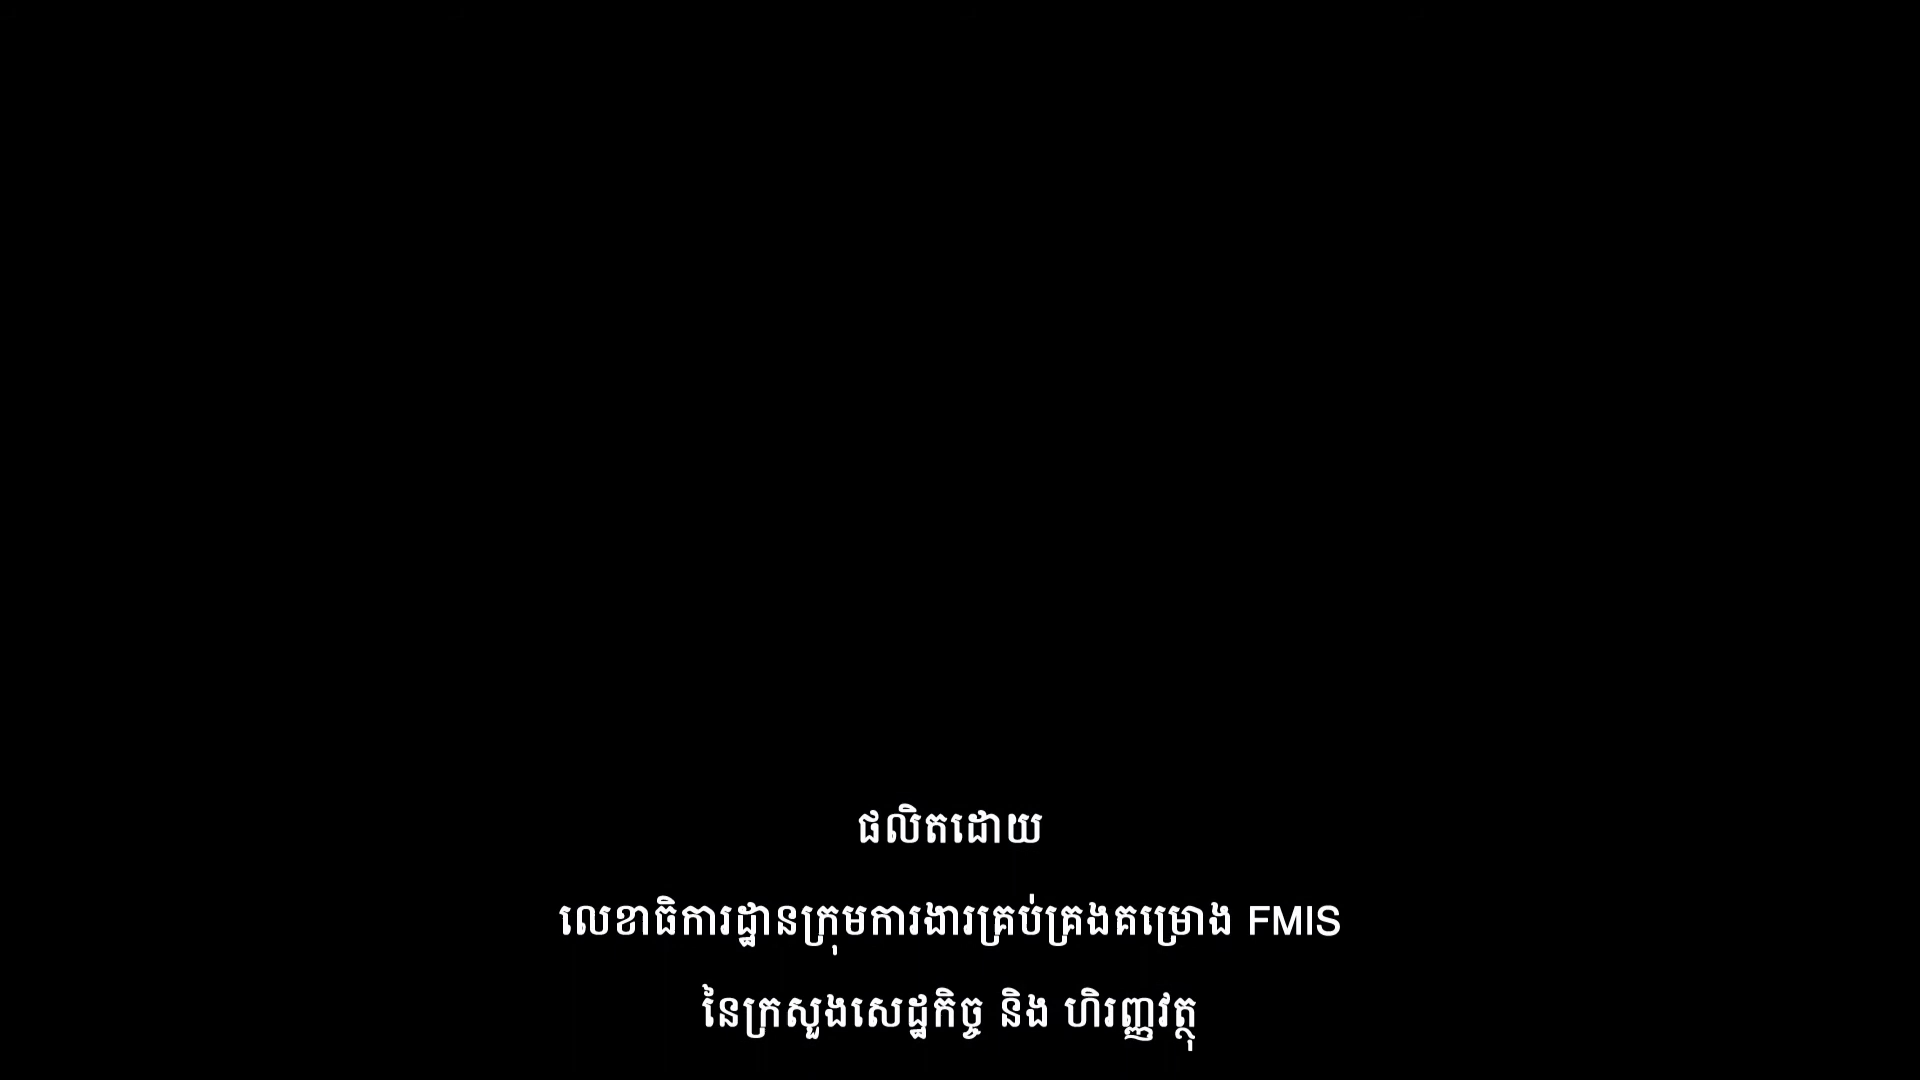 ផលិតដោយ
លេខាធិការដ្ឋានក្រុមការងារគ្រប់គ្រងគម្រោង FMIS
នៃក្រសួងសេដ្ឋកិច្ច និង ហិរញ្ញវត្ថុ